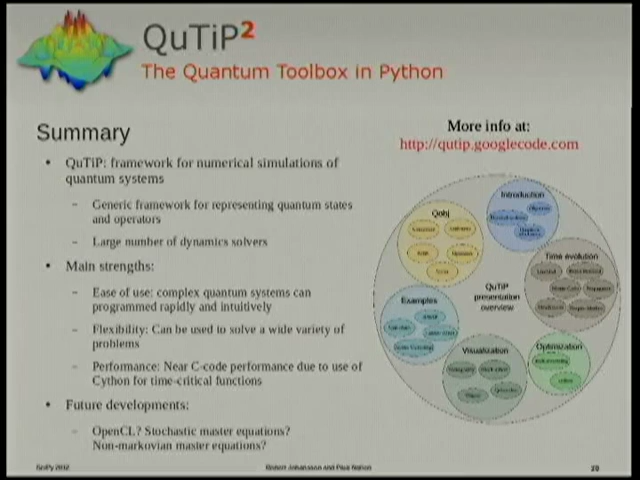 QuTiP²
The Quantum Toolbox in Python
Summary
• QuTiP: framework for numerical simulations of
quantum systems
– Generic framework for representing quantum states
and operators
– Large number of dynamics solvers
• Main strengths:
– Ease of use: complex quantum systems can
programmed rapidly and intuitively
– Flexibility: Can be used to solve a wide variety of
problems
– Performance: Near C-code performance due to use of
Cython for time-critical functions
• Future developments:
– OpenCL? Stochastic master equations?
Non-markovian master equations?
More info at:
http://qutip.googlecode.com
Introduction
Qobj
Time evolution
QuTiP
presentation
overview
Examples
Visualization
Optimization
SciPy 2012
Robert Johansson and Paul Nation
28